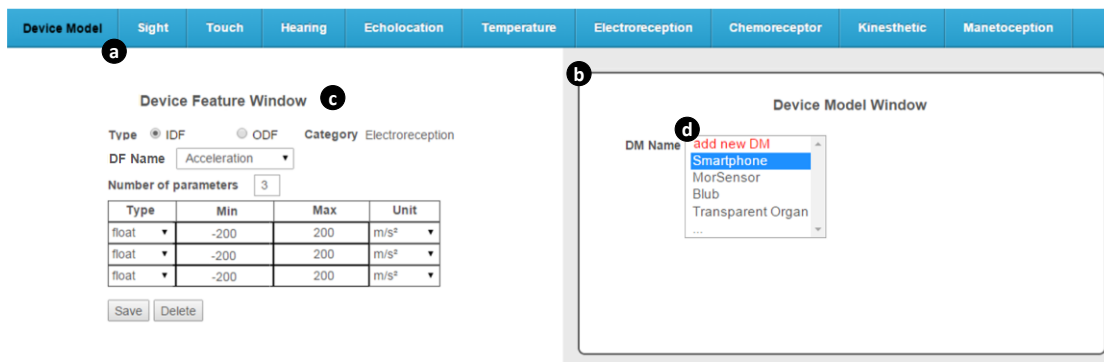 Device Model Sight Touch Hearing Echolocation Temperature Electroreception Chemoreceptor Kinesthetic Manetoception
a
b
Device Feature Window c
Type IDF ODF Category Electroreception
DF Name Acceleration
Number of parameters 3
Type Min Max Unit
float -200 200 m/s²
float -200 200 m/s²
float -200 200 m/s²
Save Delete
Device Model Window
d
DM Name add new DM
Smartphone
MorSensor
Blub
Transparent Organ
...